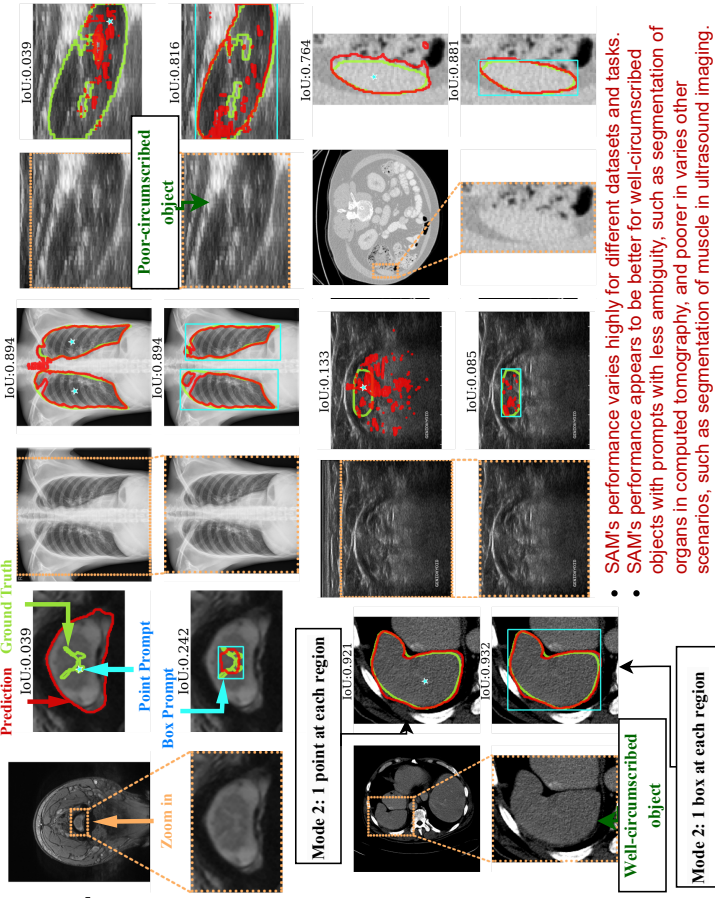 Prediction
Ground Truth
IoU:0.039
IoU:0.894
IoU:0.039
Zoom in
Point Prompt
Box Prompt
IoU:0.242
IoU:0.894
Poor-circumscribed
object
IoU:0.816
Mode 2: 1 point at each region
IoU:0.921
IoU:0.133
IoU:0.764
IoU:0.932
IoU:0.085
IoU:0.881
Well-circumscribed
object
Mode 2: 1 box at each region
• SAM's performance varies highly for different datasets and tasks.
• SAM's performance appears to be better for well-circumscribed
objects with prompts with less ambiguity, such as segmentation of
organs in computed tomography, and poorer in varies other
scenarios, such as segmentation of muscle in ultrasound imaging.